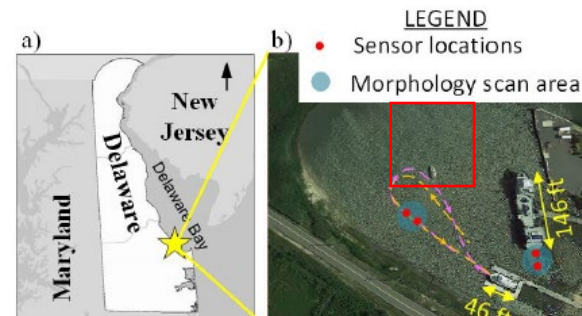 a)
New
Jersey
Delaware
Maryland
Delaware Bay
b)
LEGEND
Sensor locations
Morphology scan area
146 ft
46 ft